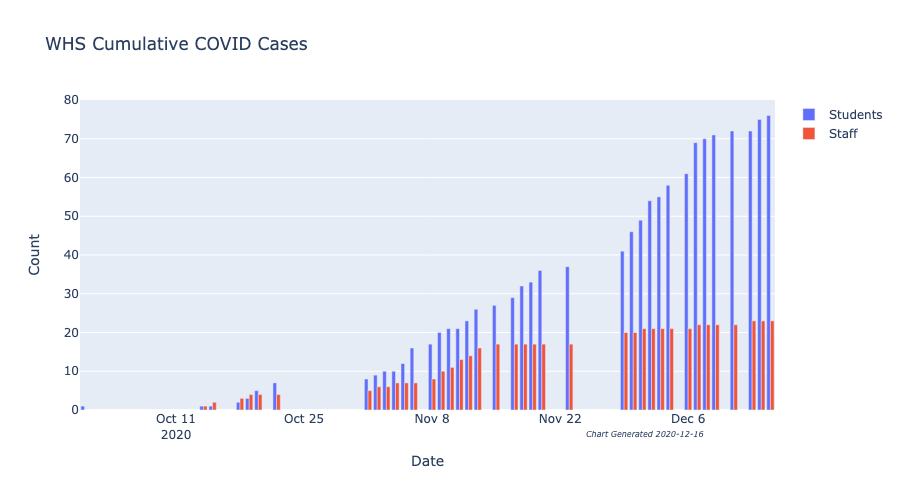 WHS Cumulative COVID Cases
Students
Staff
80
70
60
50
40
30
20
10
0
Count
Oct 11
2020
Oct 25
Nov 8
Nov 22
Dec 6
Chart Generated 2020-12-16
Date